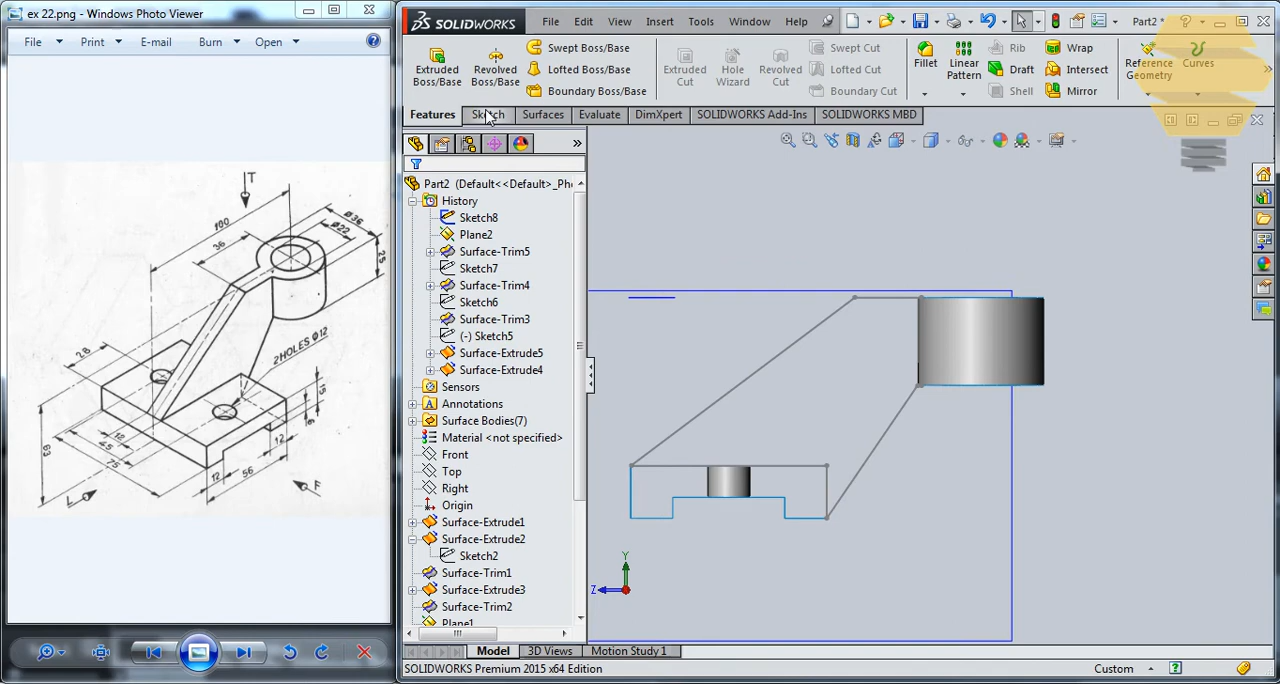 ex 22.png - Windows Photo Viewer
File Print E-mail Burn Open
T
100
36
Ø36
Ø22
25
28
2HOLES Ø12
15
63
12
45
75
12
56
12
L
F
SOLIDWORKS File Edit View Insert Tools Window Help Part2 *
Extruded Boss/Base
Revolved Boss/Base
Swept Boss/Base
Lofted Boss/Base
Boundary Boss/Base
Extruded Cut
Hole Wizard
Revolved Cut
Swept Cut
Lofted Cut
Boundary Cut
Fillet
Linear Pattern
Rib
Draft
Shell
Wrap
Intersect
Mirror
Reference Geometry
Curves
Features Sketch Surfaces Evaluate DimXpert SOLIDWORKS Add-Ins SOLIDWORKS MBD
Part2 (Default<<Default>_Ph
History
Sketch8
Plane2
Surface-Trim5
Sketch7
Surface-Trim4
Sketch6
Surface-Trim3
(-) Sketch5
Surface-Extrude5
Surface-Extrude4
Sensors
Annotations
Surface Bodies(7)
Material <not specified>
Front
Top
Right
Origin
Surface-Extrude1
Surface-Extrude2
Sketch2
Surface-Trim1
Surface-Extrude3
Surface-Trim2
Plane1
Y
Z
Model 3D Views Motion Study 1
SOLIDWORKS Premium 2015 x64 Edition Custom